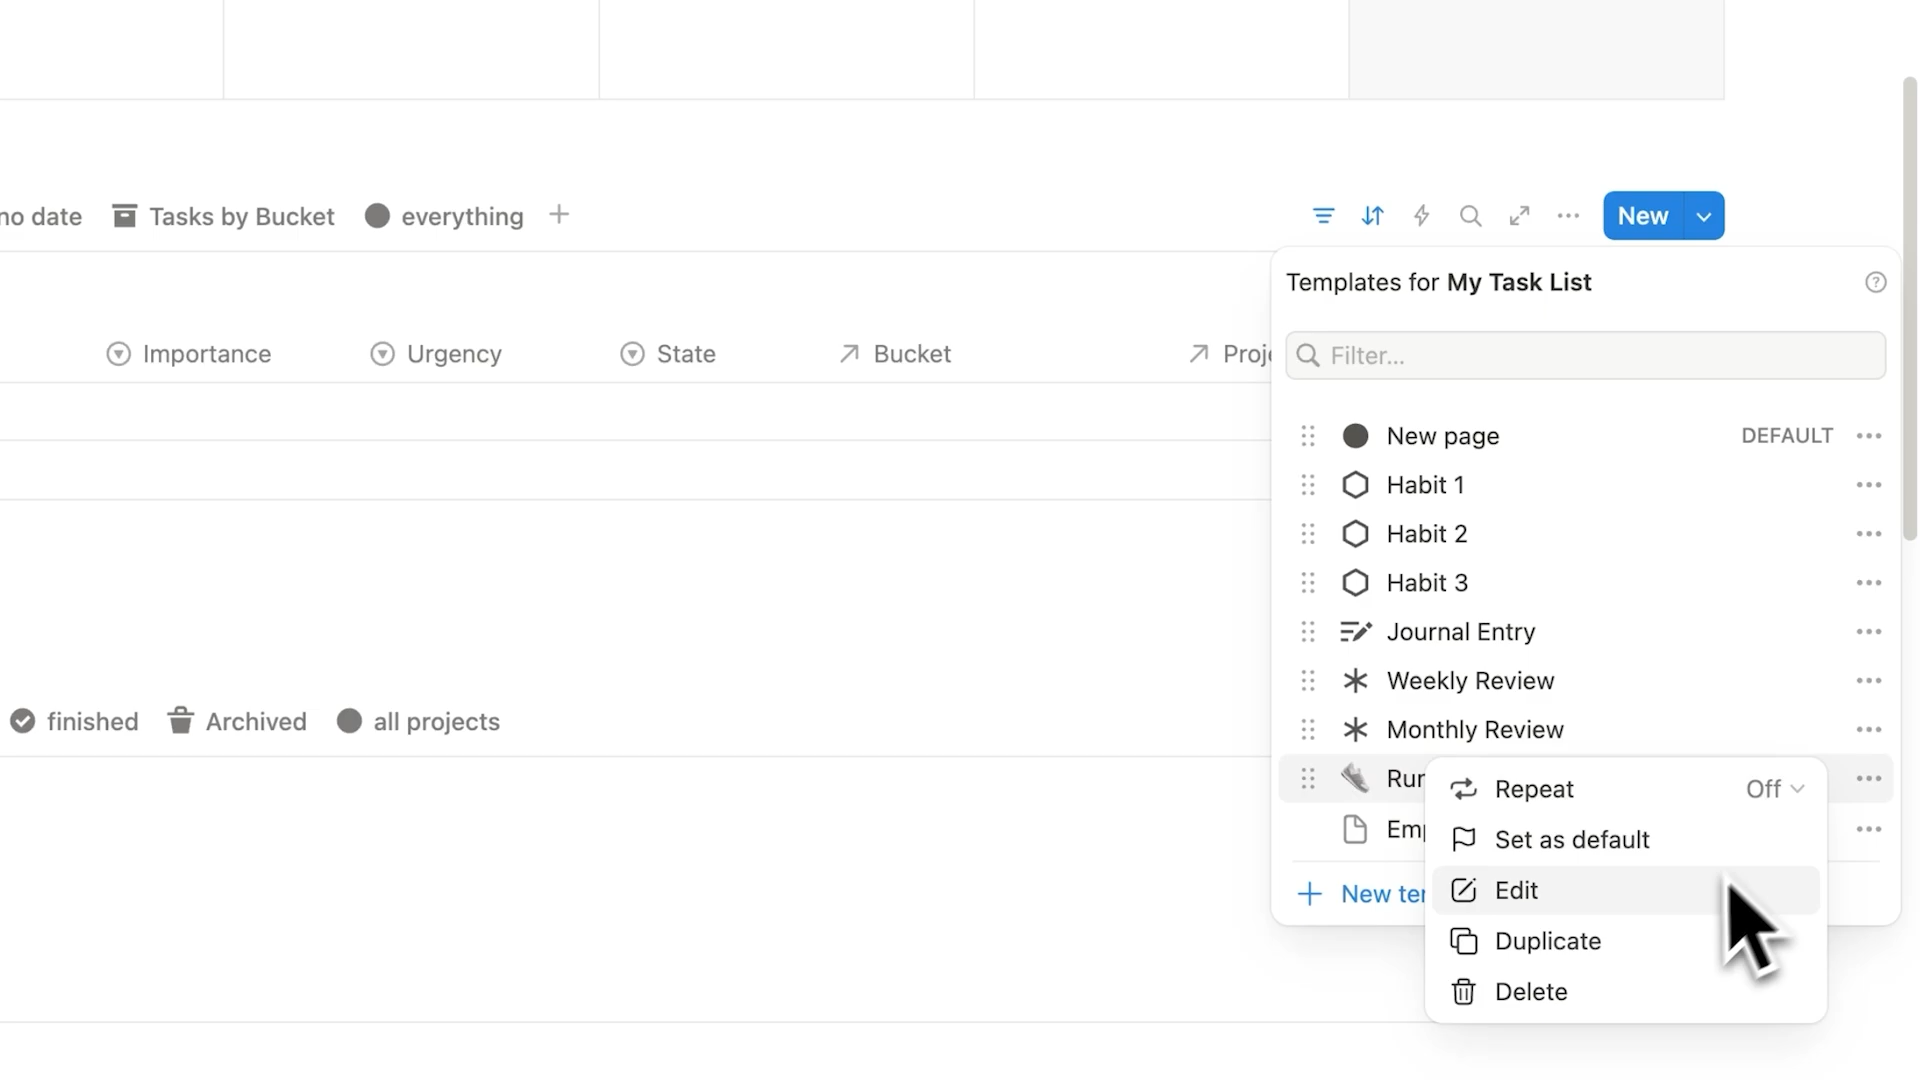 no date
Tasks by Bucket
everything
New
Templates for My Task List
Filter...
Importance
Urgency
State
Bucket
New page
DEFAULT
Habit 1
Habit 2
Habit 3
Journal Entry
Weekly Review
finished
Archived
all projects
Monthly Review
Repeat
Off
Set as default
Edit
New
Duplicate
Delete